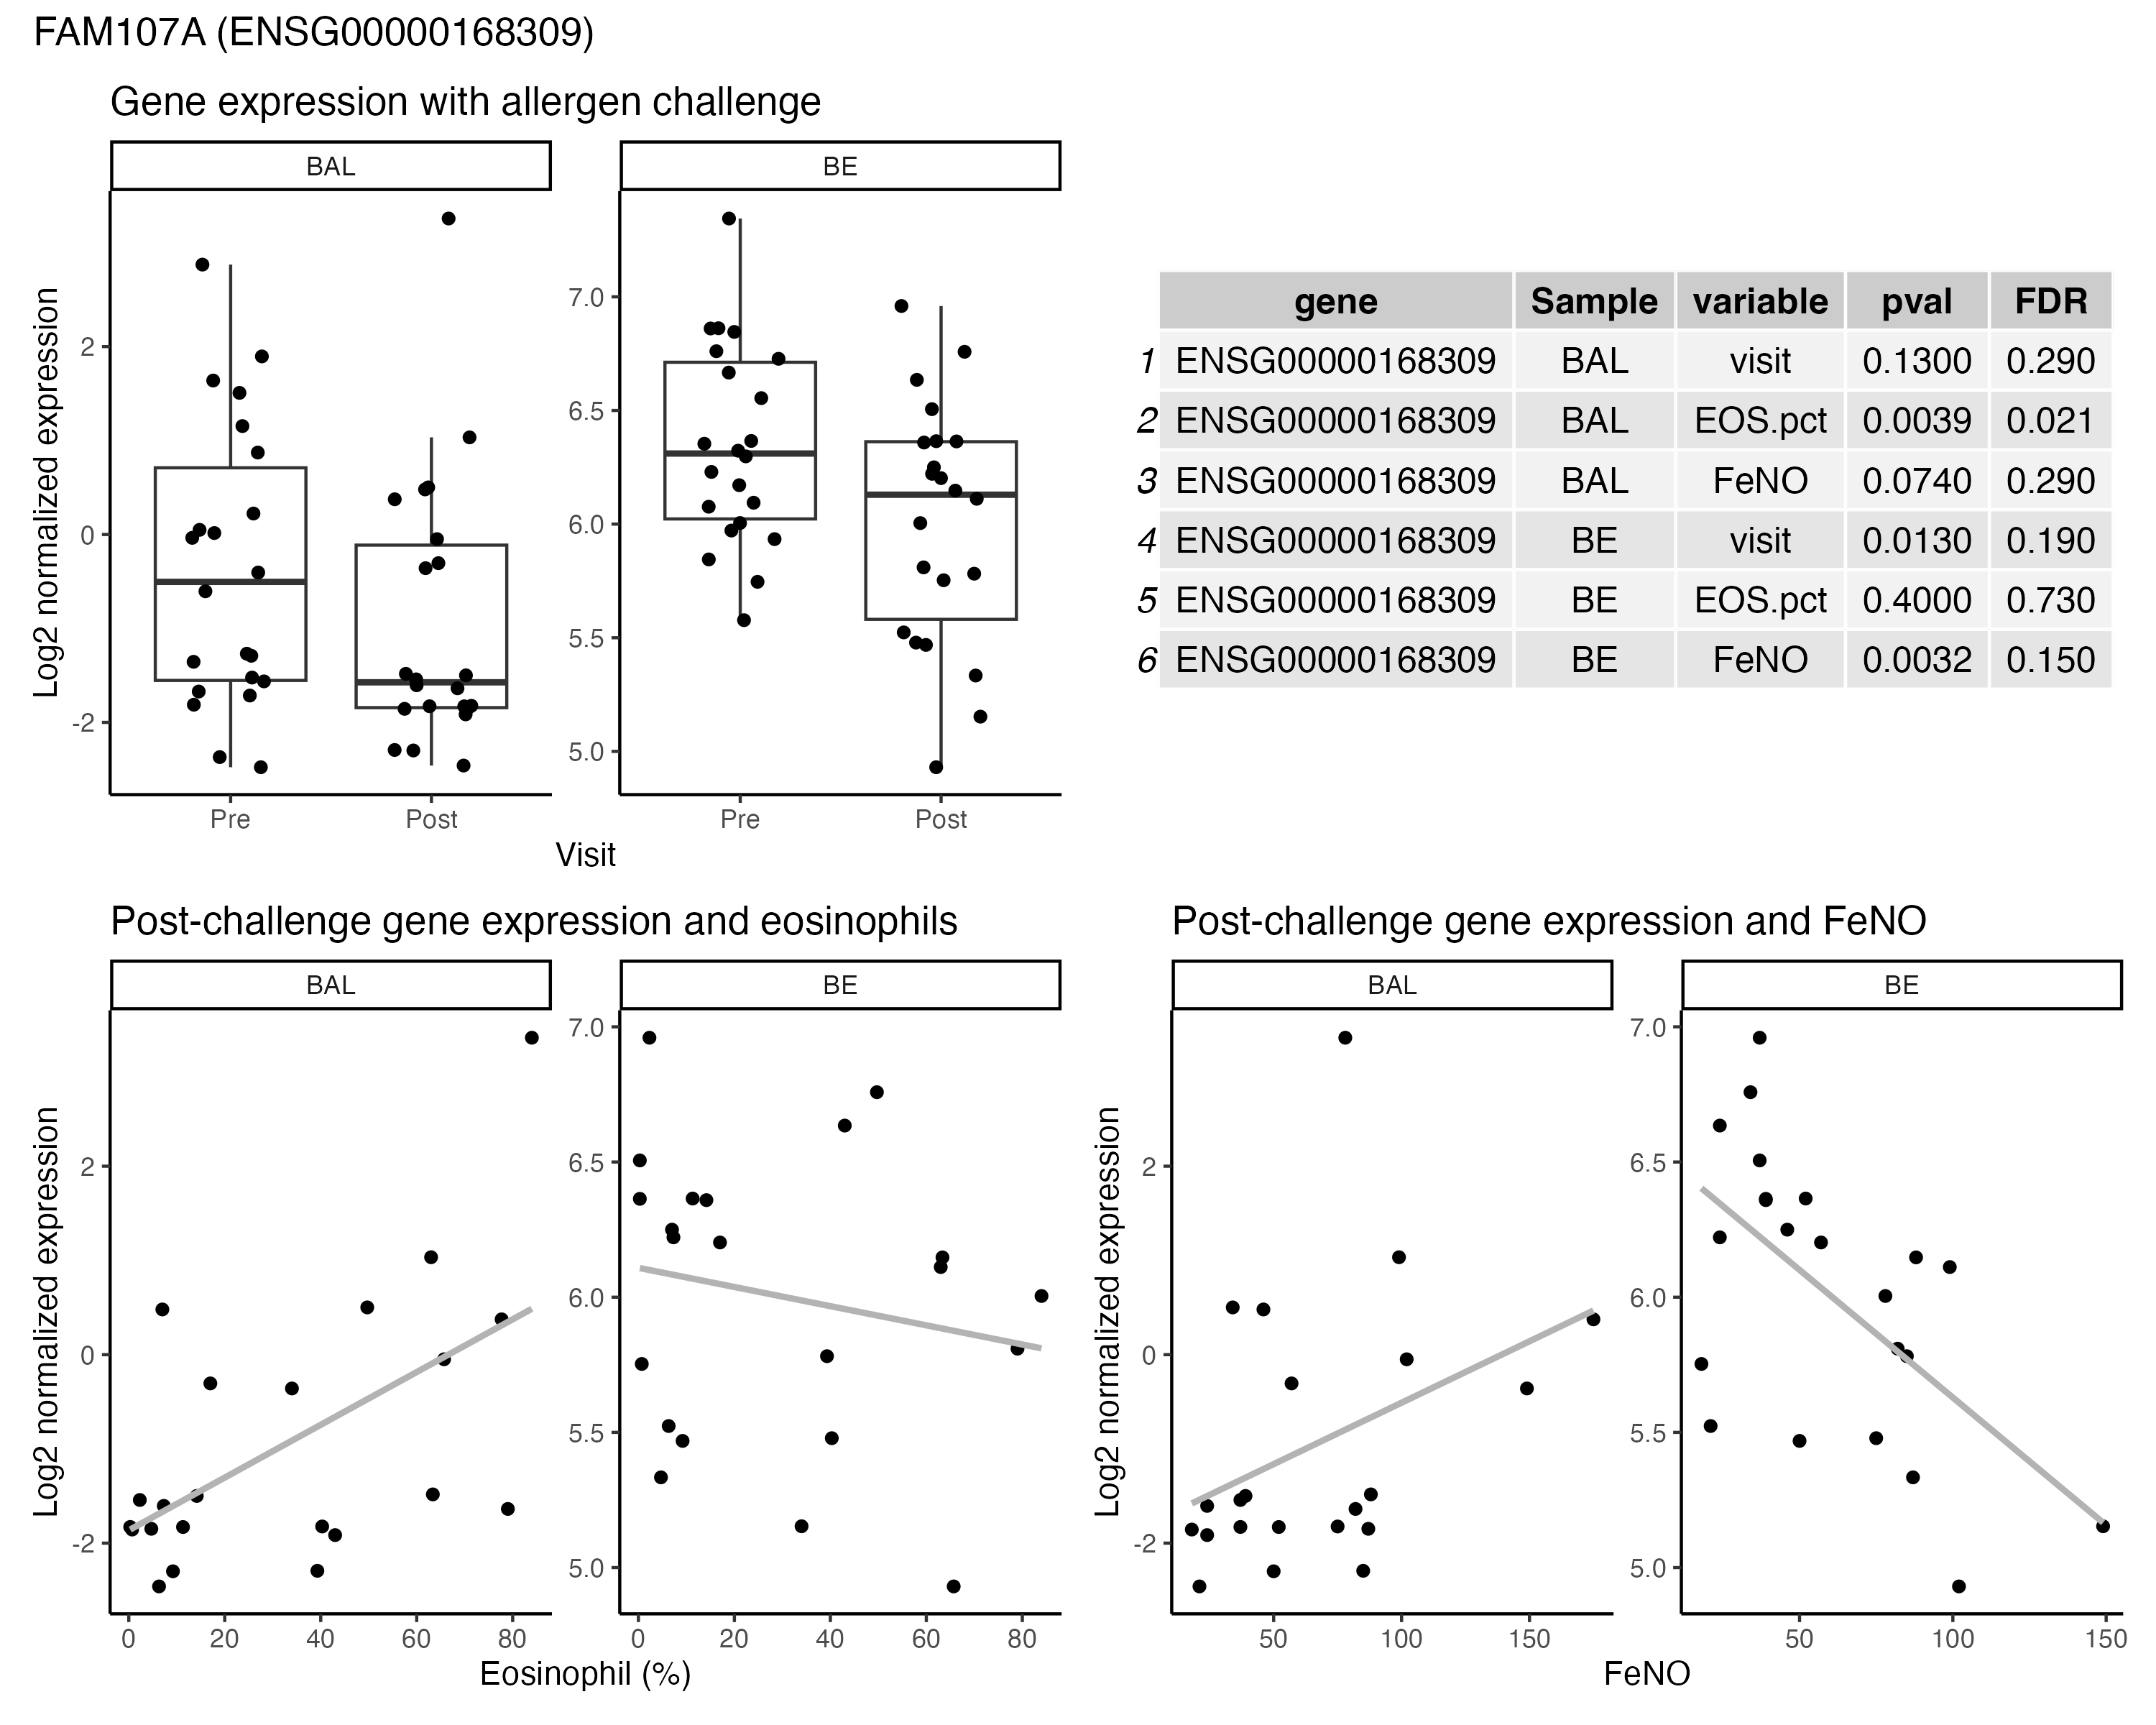 FAM107A (ENSG00000168309)
Gene expression with allergen challenge
BAL
BE
Log2 normalized expression
2
0
-2
7.0
6.5
6.0
5.5
5.0
Pre
Post
Pre
Post
Visit
gene Sample variable pval FDR
1 ENSG00000168309 BAL visit 0.1300 0.290
2 ENSG00000168309 BAL EOS.pct 0.0039 0.021
3 ENSG00000168309 BAL FeNO 0.0740 0.290
4 ENSG00000168309 BE visit 0.0130 0.190
5 ENSG00000168309 BE EOS.pct 0.4000 0.730
6 ENSG00000168309 BE FeNO 0.0032 0.150
Post-challenge gene expression and eosinophils
BAL
BE
Log2 normalized expression
2
0
-2
7.0
6.5
6.0
5.5
5.0
0 20 40 60 80
0 20 40 60 80
Eosinophil (%)
Post-challenge gene expression and FeNO
BAL
BE
Log2 normalized expression
2
0
-2
7.0
6.5
6.0
5.5
5.0
50 100 150
50 100 150
FeNO